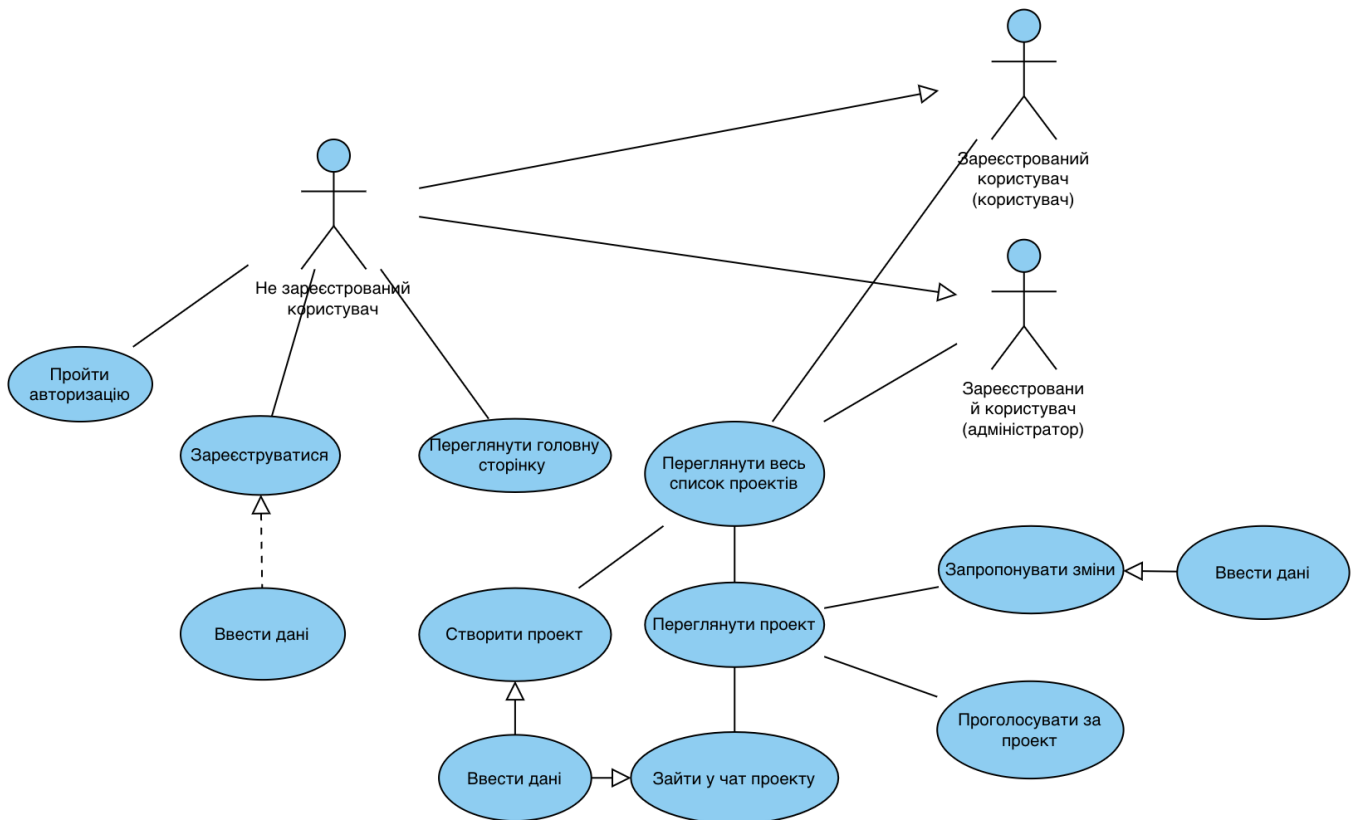 Зареєстрований
користувач
(користувач)
Не зареєстрований
користувач
Зареєстровани
й користувач
(адміністратор)
Пройти
авторизацію
Зареєструватися
Переглянути головну
сторінку
Переглянути весь
список проектів
Запропонувати зміни
Ввести дані
Ввести дані
Створити проект
Переглянути проект
Проголосувати за
проект
Ввести дані
Зайти у чат проекту